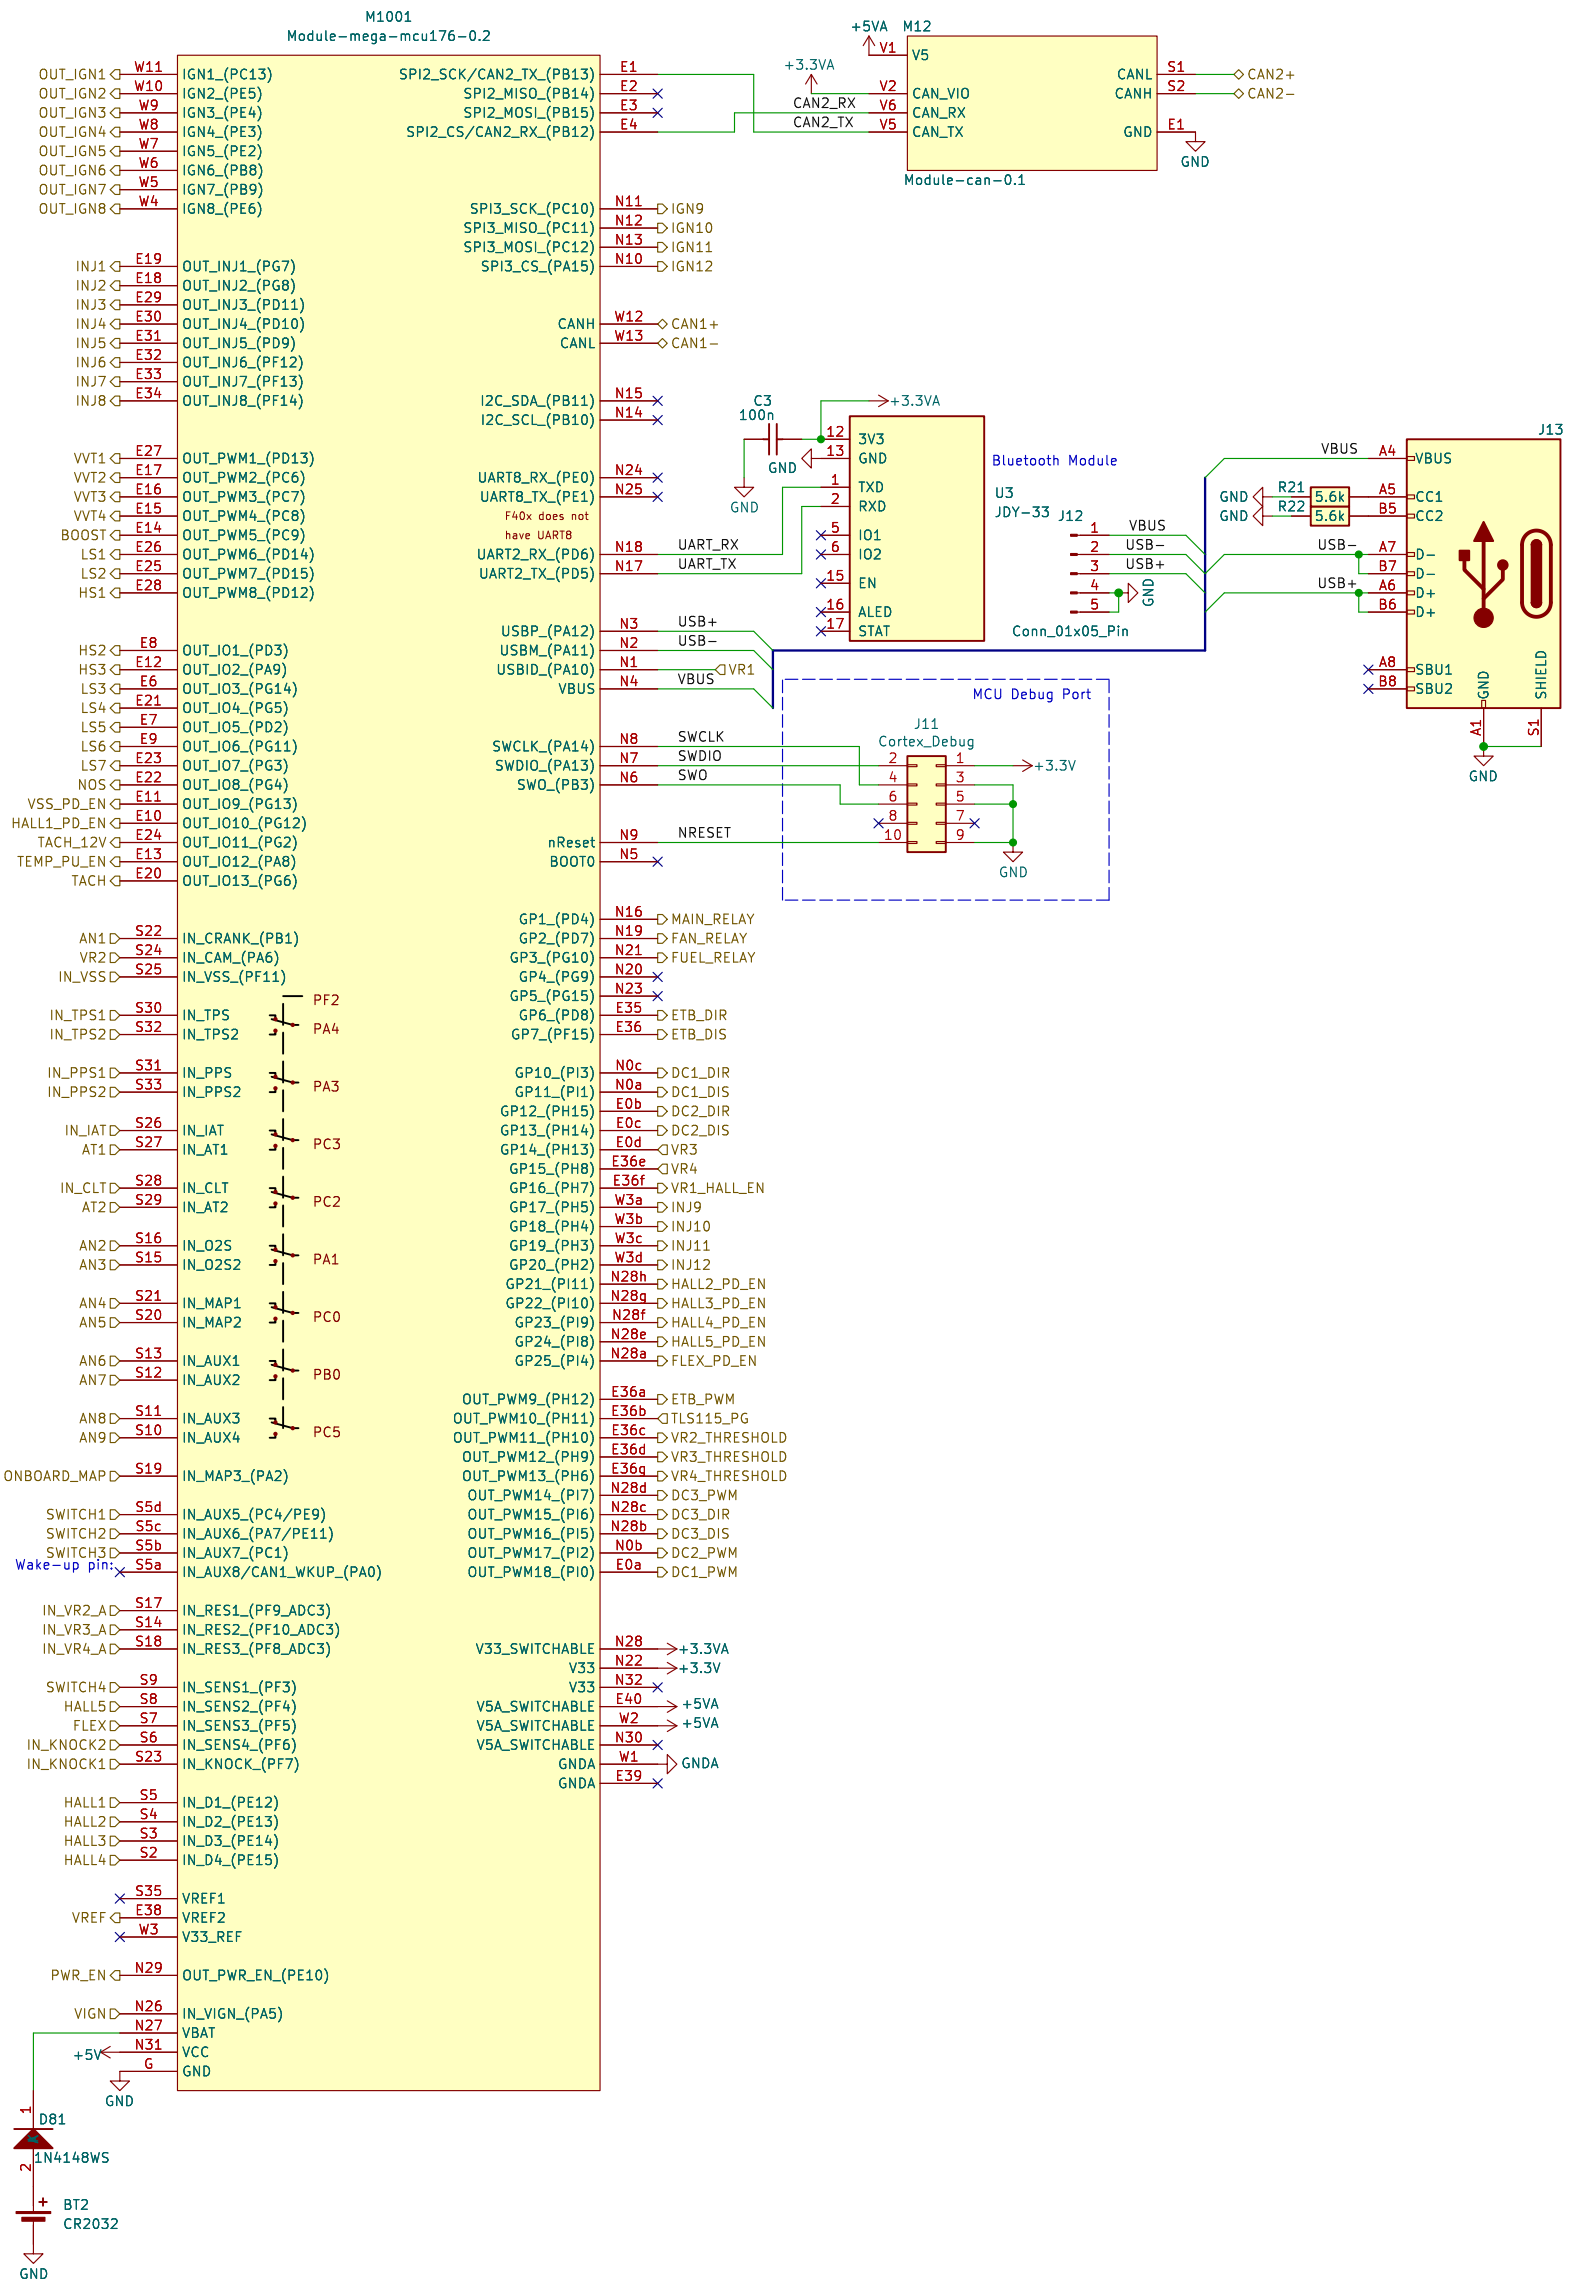 M1001
Module-mega-mcu176-0.2
OUT_IGN1 W11 IGN1_(PC13)
OUT_IGN2 W10 IGN2_(PE5)
OUT_IGN3 W9 IGN3_(PE4)
OUT_IGN4 W8 IGN4_(PE3)
OUT_IGN5 W7 IGN5_(PE2)
OUT_IGN6 W6 IGN6_(PB8)
OUT_IGN7 W5 IGN7_(PB9)
OUT_IGN8 W4 IGN8_(PE6)
INJ1 E19 OUT_INJ1_(PG7)
INJ2 E18 OUT_INJ2_(PG8)
INJ3 E29 OUT_INJ3_(PD11)
INJ4 E30 OUT_INJ4_(PD10)
INJ5 E31 OUT_INJ5_(PD9)
INJ6 E32 OUT_INJ6_(PF12)
INJ7 E33 OUT_INJ7_(PF13)
INJ8 E34 OUT_INJ8_(PF14)
VVT1 E27 OUT_PWM1_(PD13)
VVT2 E17 OUT_PWM2_(PC6)
VVT3 E16 OUT_PWM3_(PC7)
VVT4 E15 OUT_PWM4_(PC8)
BOOST E14 OUT_PWM5_(PC9)
LS1 E26 OUT_PWM6_(PD14)
LS2 E25 OUT_PWM7_(PD15)
HS1 E28 OUT_PWM8_(PD12)
HS2 E8 OUT_IO1_(PD3)
HS3 E12 OUT_IO2_(PA9)
LS3 E6 OUT_IO3_(PG14)
LS4 E21 OUT_IO4_(PG5)
LS5 E7 OUT_IO5_(PD2)
LS6 E9 OUT_IO6_(PG11)
LS7 E23 OUT_IO7_(PG3)
NOS E22 OUT_IO8_(PG4)
VSS_PD_EN E11 OUT_IO9_(PG13)
HALL1_PD_EN E10 OUT_IO10_(PG12)
TACH_12V E24 OUT_IO11_(PG2)
TEMP_PU_EN E13 OUT_IO12_(PA8)
TACH E20 OUT_IO13_(PG6)
AN1 S22 IN_CRANK_(PB1)
VR2 S24 IN_CAM_(PA6)
IN_VSS S25 IN_VSS_(PF11)
PF2
IN_TPS1 S30 IN_TPS
PA4
IN_TPS2 S32 IN_TPS2
IN_PPS1 S31 IN_PPS
PA3
IN_PPS2 S33 IN_PPS2
IN_IAT S26 IN_IAT
PC3
AT1 S27 IN_AT1
IN_CLT S28 IN_CLT
PC2
AT2 S29 IN_AT2
AN2 S16 IN_O2S
PA1
AN3 S15 IN_O2S2
AN4 S21 IN_MAP1
PC0
AN5 S20 IN_MAP2
AN6 S13 IN_AUX1
PB0
AN7 S12 IN_AUX2
AN8 S11 IN_AUX3
PC5
AN9 S10 IN_AUX4
ONBOARD_MAP S19 IN_MAP3_(PA2)
SWITCH1 S5d IN_AUX5_(PC4/PE9)
SWITCH2 S5c IN_AUX6_(PA7/PE11)
SWITCH3 S5b IN_AUX7_(PC1)
Wake-up pin: S5a IN_AUX8/CAN1_WKUP_(PA0)
IN_VR2_A S17 IN_RES1_(PF9_ADC3)
IN_VR3_A S14 IN_RES2_(PF10_ADC3)
IN_VR4_A S18 IN_RES3_(PF8_ADC3)
SWITCH4 S9 IN_SENS1_(PF3)
HALL5 S8 IN_SENS2_(PF4)
FLEX S7 IN_SENS3_(PF5)
IN_KNOCK2 S6 IN_SENS4_(PF6)
IN_KNOCK1 S23 IN_KNOCK_(PF7)
HALL1 S5 IN_D1_(PE12)
HALL2 S4 IN_D2_(PE13)
HALL3 S3 IN_D3_(PE14)
HALL4 S2 IN_D4_(PE15)
S35 VREF1
VREF E38 VREF2
W3 V33_REF
PWR_EN N29 OUT_PWR_EN_(PE10)
VIGN N26 IN_VIGN_(PA5)
N27 VBAT
+5V N31 VCC
G GND
GND
1
D81
1N4148WS
2
+
BT2
CR2032
GND
SPI2_SCK/CAN2_TX_(PB13) E1
SPI2_MISO_(PB14) E2
SPI2_MOSI_(PB15) E3
SPI2_CS/CAN2_RX_(PB12) E4
SPI3_SCK_(PC10) N11 IGN9
SPI3_MISO_(PC11) N12 IGN10
SPI3_MOSI_(PC12) N13 IGN11
SPI3_CS_(PA15) N10 IGN12
CANH W12 CAN1+
CANL W13 CAN1-
I2C_SDA_(PB11) N15
I2C_SCL_(PB10) N14
UART8_RX_(PE0) N24
UART8_TX_(PE1) N25
F40x does not
have UART8
UART2_RX_(PD6) N18 UART_RX
UART2_TX_(PD5) N17 UART_TX
USBP_(PA12) N3 USB+
USBM_(PA11) N2 USB-
USBID_(PA10) N1 VR1
VBUS N4 VBUS
SWCLK_(PA14) N8 SWCLK
SWDIO_(PA13) N7 SWDIO
SWO_(PB3) N6 SWO
nReset N9 NRESET
BOOT0 N5
GP1_(PD4) N16 MAIN_RELAY
GP2_(PD7) N19 FAN_RELAY
GP3_(PG10) N21 FUEL_RELAY
GP4_(PG9) N20
GP5_(PG15) N23
GP6_(PD8) E35 ETB_DIR
GP7_(PF15) E36 ETB_DIS
GP10_(PI3) N0c DC1_DIR
GP11_(PI1) N0a DC1_DIS
GP12_(PH15) E0b DC2_DIR
GP13_(PH14) E0c DC2_DIS
GP14_(PH13) E0d VR3
GP15_(PH8) E36e VR4
GP16_(PH7) E36f VR1_HALL_EN
GP17_(PH5) W3a INJ9
GP18_(PH4) W3b INJ10
GP19_(PH3) W3c INJ11
GP20_(PH2) W3d INJ12
GP21_(PI11) N28h HALL2_PD_EN
GP22_(PI10) N28g HALL3_PD_EN
GP23_(PI9) N28f HALL4_PD_EN
GP24_(PI8) N28e HALL5_PD_EN
GP25_(PI4) N28a FLEX_PD_EN
OUT_PWM9_(PH12) E36a ETB_PWM
OUT_PWM10_(PH11) E36b TLS115_PG
OUT_PWM11_(PH10) E36c VR2_THRESHOLD
OUT_PWM12_(PH9) E36d VR3_THRESHOLD
OUT_PWM13_(PH6) E36g VR4_THRESHOLD
OUT_PWM14_(PI7) N28d DC3_PWM
OUT_PWM15_(PI6) N28c DC3_DIR
OUT_PWM16_(PI5) N28b DC3_DIS
OUT_PWM17_(PI2) N0b DC2_PWM
OUT_PWM18_(PI0) E0a DC1_PWM
V33_SWITCHABLE N28 +3.3VA
V33 N22 +3.3V
V33 N32
V5A_SWITCHABLE E40 +5VA
V5A_SWITCHABLE W2 +5VA
V5A_SWITCHABLE N30
GNDA W1 GNDA
GNDA E39
+5VA M12
V1 V5
+3.3VA
V2 CAN_VIO
CAN2_RX V6 CAN_RX
CAN2_TX V5 CAN_TX
CANL S1 CAN2+
CANH S2 CAN2-
GND E1
GND
Module-can-0.1
C3
100n
+3.3VA
GND
12 3V3
GND 13 GND
1 TXD
2 RXD
5 IO1
6 IO2
15 EN
16 ALED
17 STAT
Bluetooth Module
U3
JDY-33
J12
1 VBUS
2 USB-
3 USB+
4 GND
5
Conn_01x05_Pin
J13
VBUS A4 VBUS
GND R21 5.6k A5 CC1
GND R22 5.6k B5 CC2
USB- A7 D-
B7 D-
USB+ A6 D+
B6 D+
A8 SBU1
B8 SBU2
GND SHIELD
A1 S1
GND
MCU Debug Port
J11
Cortex_Debug
2 1 +3.3V
4 3
6 5
8 7
10 9
GND